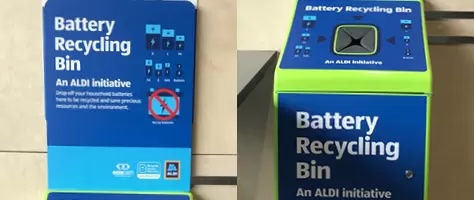 Battery
Recycling
Bin
An ALDI initiative
Drop off your household batteries
here to be recycled and save precious
resources and the environment.
ALDI
Battery Recycling Bin
An ALDI initiative
Battery
Recycling
Bin
An ALDI initiative